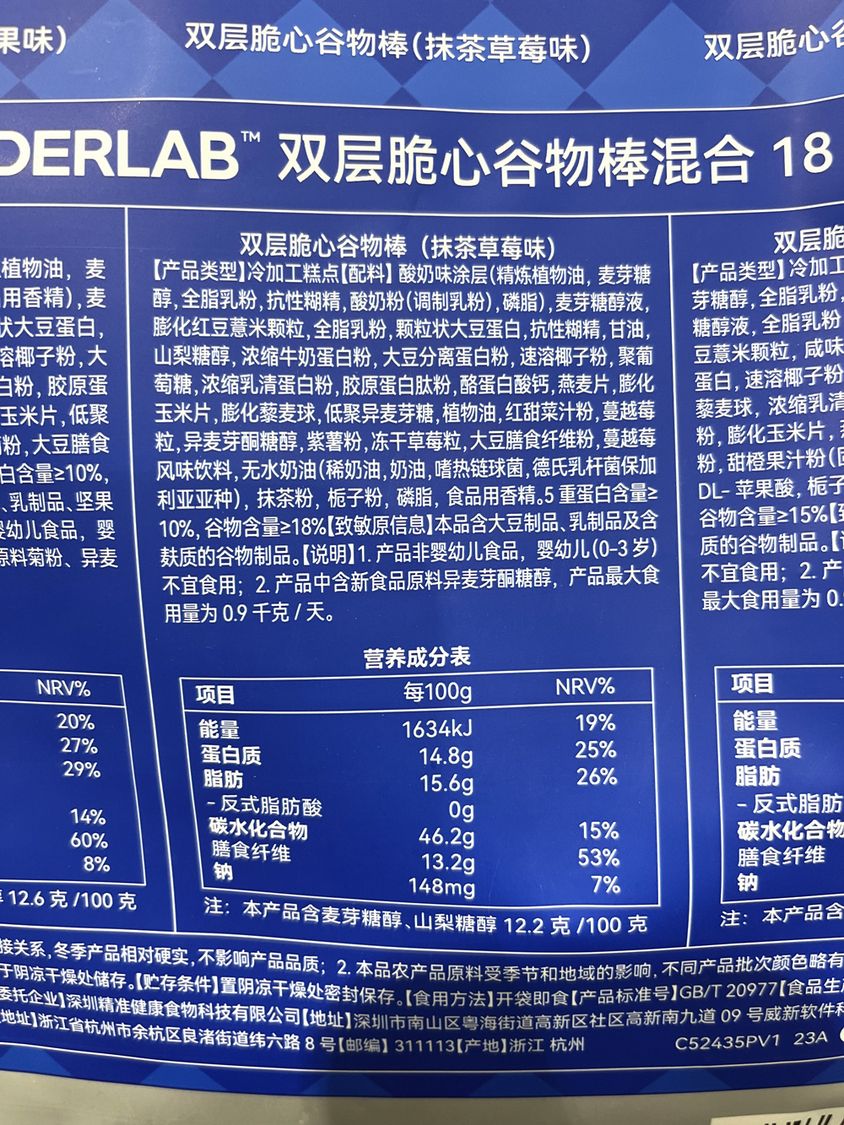 果味)
双层脆心谷物棒(抹茶草莓味)
双层脆心谷
DERLAB™ 双层脆心谷物棒混合 18
植物油，麦
用香精),麦
状大豆蛋白,
溶椰子粉,大
白粉, 胶原蛋
玉米片,低聚
粉,大豆膳食
白含量≥10%,
、乳制品、坚果
婴幼儿食品，婴
原料菊粉、异麦
NRV%
20%
27%
29%
14%
60%
8%
12.6 克 /100 克
双层脆心谷物棒（抹茶草莓味）
【产品类型】冷加工糕点【配料】酸奶味涂层(精炼植物油，麦芽糖
醇,全脂乳粉,抗性糊精,酸奶粉(调制乳粉),磷脂),麦芽糖醇液,
膨化红豆薏米颗粒,全脂乳粉,颗粒状大豆蛋白,抗性糊精,甘油,
山梨糖醇, 浓缩牛奶蛋白粉, 大豆分离蛋白粉, 速溶椰子粉, 聚葡
萄糖,浓缩乳清蛋白粉,胶原蛋白肽粉,酪蛋白酸钙,燕麦片,膨化
玉米片,膨化藜麦球,低聚异麦芽糖,植物油,红甜菜汁粉,蔓越莓
粒,异麦芽酮糖醇,紫薯粉,冻干草莓粒,大豆膳食纤维粉,蔓越莓
风味饮料,无水奶油(稀奶油,奶油,嗜热链球菌,德氏乳杆菌保加
利亚亚种)，抹茶粉，栀子粉，磷脂，食品用香精。5 重蛋白含量≥
10%, 谷物含量≥18%【致敏原信息】本品含大豆制品、乳制品及含
麸质的谷物制品。【说明】1. 产品非婴幼儿食品，婴幼儿(0-3 岁)
不宜食用；2. 产品中含新食品原料异麦芽酮糖醇，产品最大食
用量为 0.9 千克 / 天。
营养成分表
项目 每100g NRV%
能量 1634kJ 19%
蛋白质 14.8g 25%
脂肪 15.6g 26%
- 反式脂肪酸 0g
碳水化合物 46.2g 15%
膳食纤维 13.2g 53%
钠 148mg 7%
注：本产品含麦芽糖醇、山梨糖醇 12.2 克 /100 克
双层脆
【产品类型】冷加工
芽糖醇,全脂乳粉,
糖醇液,全脂乳粉
豆薏米颗粒, 咸味
蛋白, 速溶椰子粉
藜麦球, 浓缩乳清
粉, 膨化玉米片,
粉, 甜橙果汁粉(
DL- 苹果酸, 栀子
谷物含量≥15%【
质的谷物制品。【
不宜食用；2. 产
最大食用量为 0.
项目
能量
蛋白质
脂肪
- 反式脂肪
碳水化合物
膳食纤维
钠
注：本产品含
接关系,冬季产品相对硬实,不影响产品品质；2. 本品农产品原料受季节和地域的影响,不同产品批次颜色略有
于阴凉干燥处储存。【贮存条件】置阴凉干燥处密封保存。【食用方法】开袋即食【产品标准号】GB/T 20977【食品生
委托企业】深圳精准健康食物科技有限公司【地址】深圳市南山区粤海街道高新区社区高新南九道 09 号威新软件科
地址】浙江省杭州市余杭区良渚街道纬六路 8 号【邮编】311113【产地】浙江 杭州 C52435PV1 23A